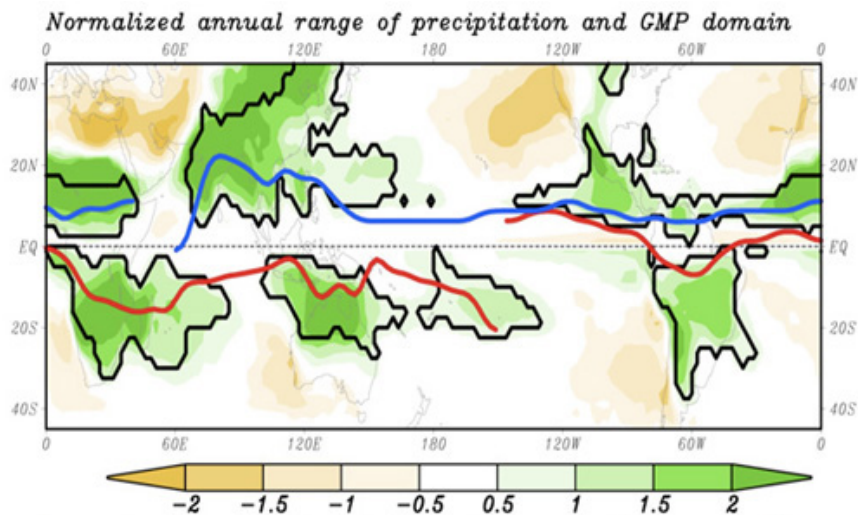 Normalized annual range of precipitation and GMP domain
0 60E 120E 180 120W 60W 0
40N 40N
20N 20N
EQ EQ
20S 20S
40S 40S
0 60E 120E 180 120W 60W 0
-2 -1.5 -1 -0.5 0.5 1 1.5 2